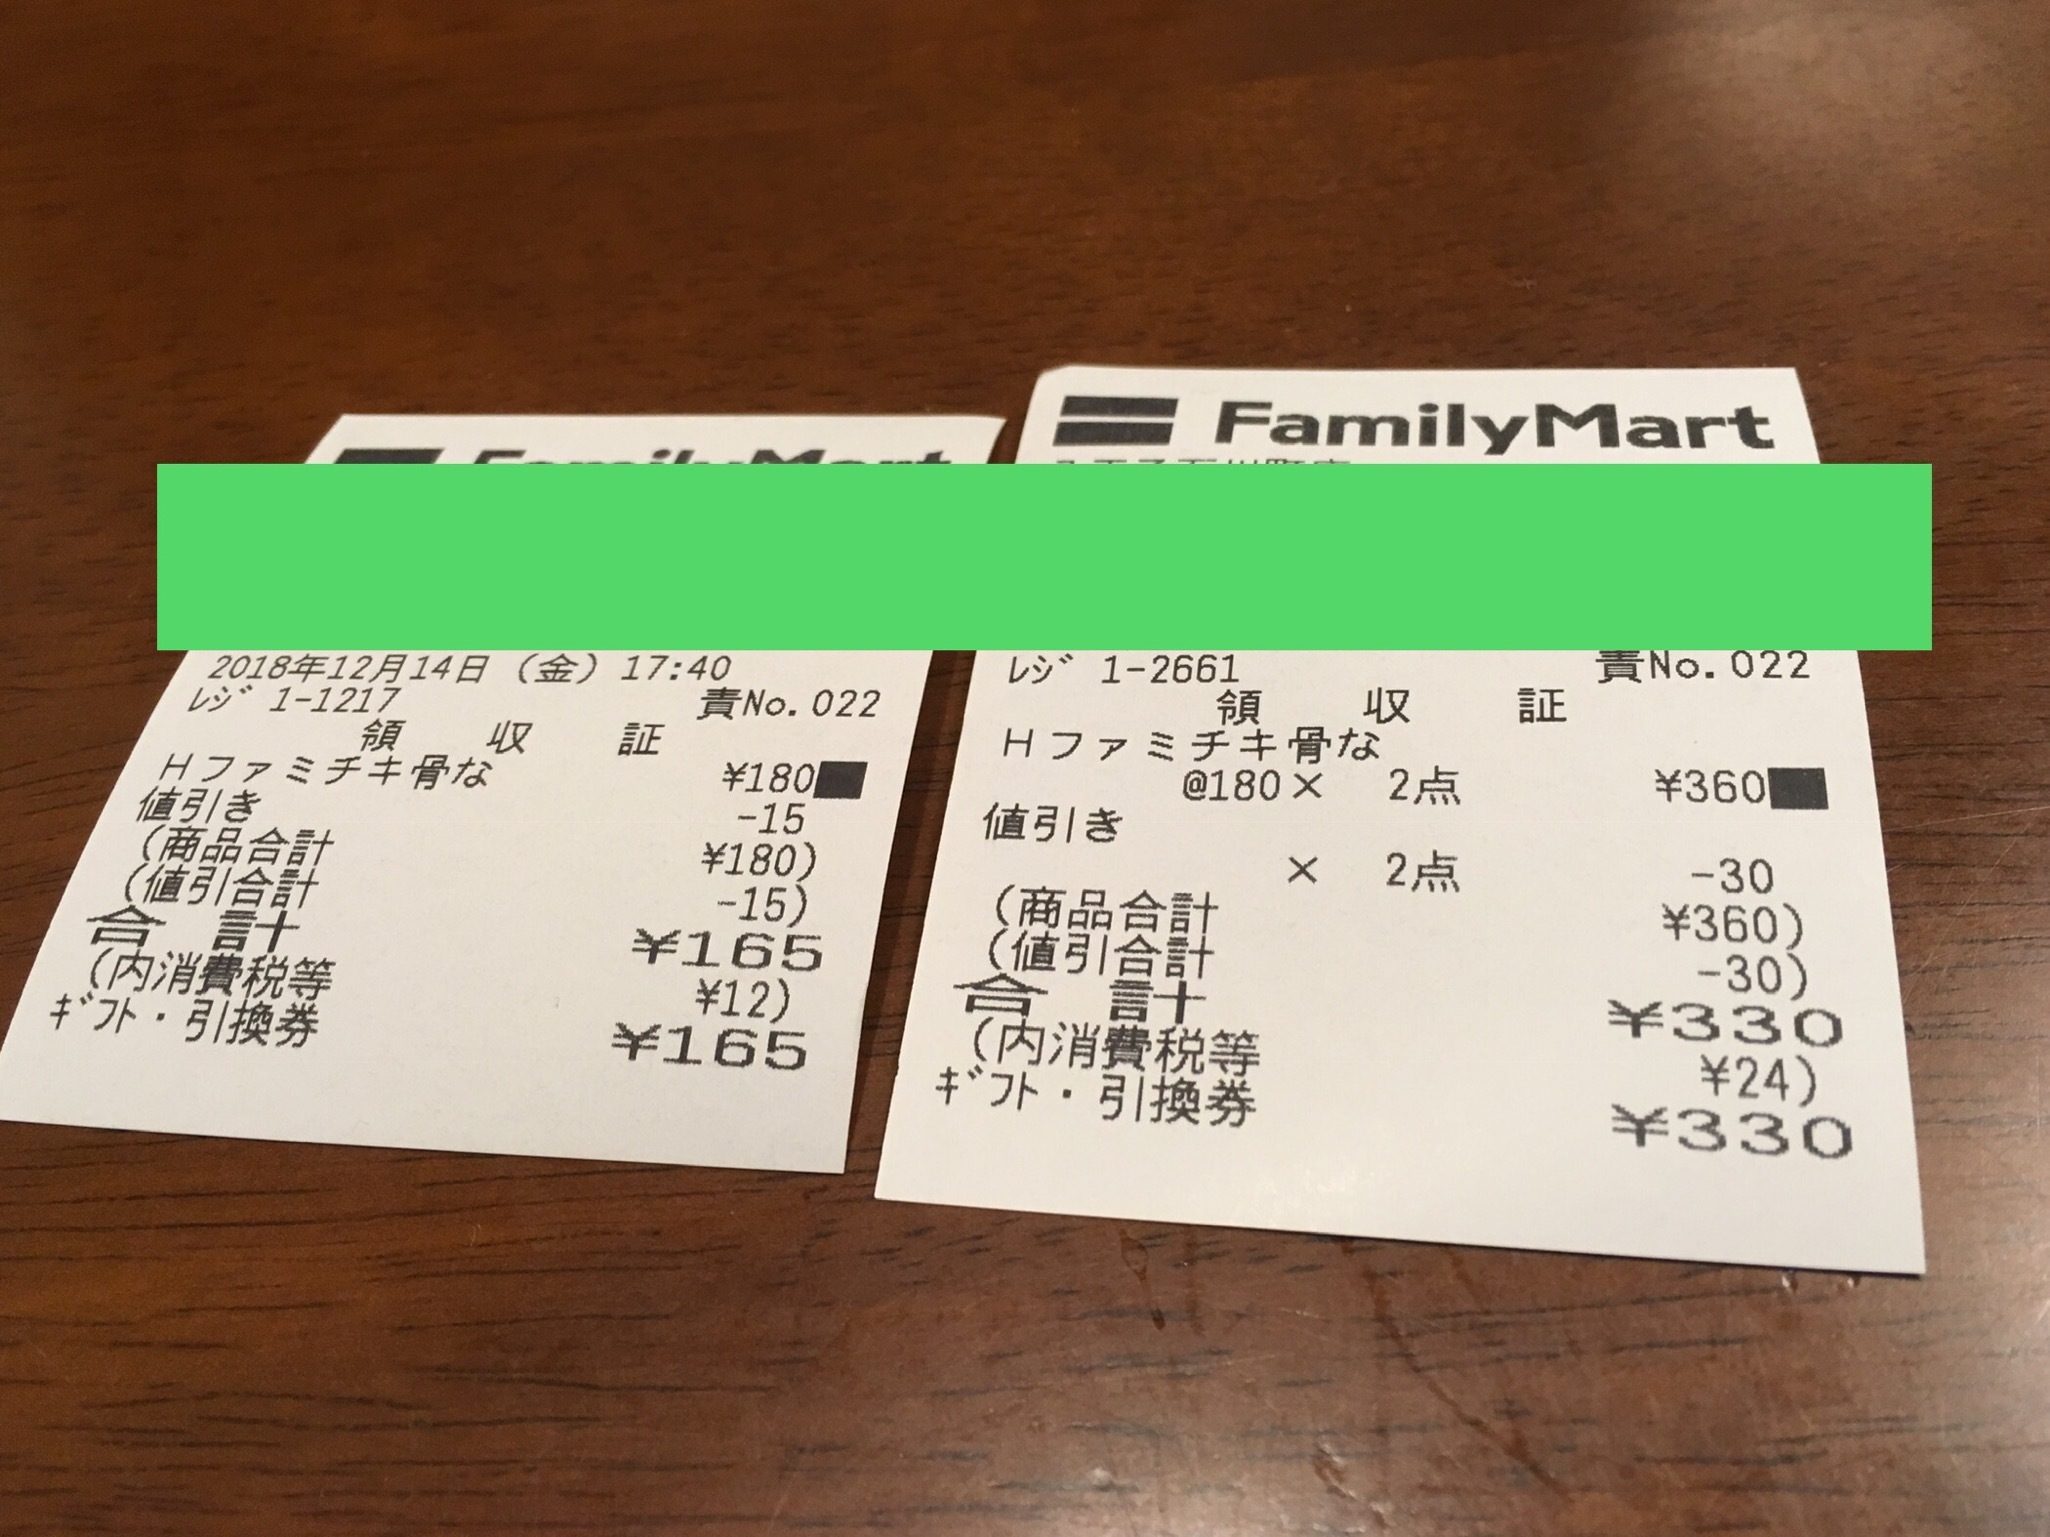 FamilyMart
2018年12月14日（金）17:40
ﾚｼﾞ 1-1217 責No.022
領 収 証
Hファミチキ骨な ¥180
値引き -15
(商品合計 ¥180)
(値引合計 -15)
合 計 ¥165
(内消費税等 ¥12)
ｷﾞﾌﾄ・引換券 ¥165
FamilyMart
ﾚｼﾞ 1-2661 責No.022
領 収 証
Hファミチキ骨な
@180× 2点 ¥360
値引き
× 2点 -30
(商品合計 ¥360)
(値引合計 -30)
合 計 ¥330
(内消費税等 ¥24)
ｷﾞﾌﾄ・引換券 ¥330